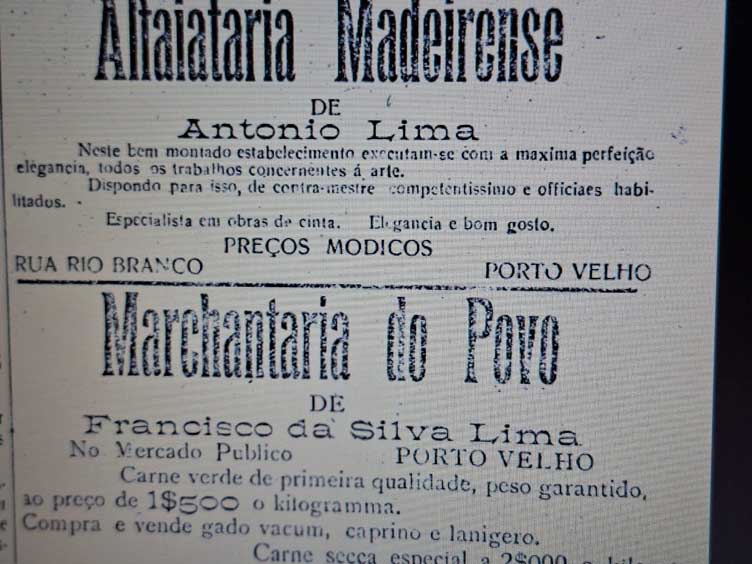 Alfaiataria Madeirense
DE
Antonio Lima
Neste bem montado estabelecimento executam-se com a maxima perfeição
elegancia, todos os trabalhos concernentes á arte.
Dispondo para isso, de contra-mestre competentissimo e officiaes habi-
litados.
Especialista em obras de cinta. Elegancia e bom gosto.
PREÇOS MODICOS
RUA RIO BRANCO PORTO VELHO
Marchantaria do Povo
DE
Francisco da Silva Lima
No Mercado Publico PORTO VELHO
Carne verde de primeira qualidade, peso garantido,
ao preço de 1$500 o kilogramma.
Compra e vende gado vacum, caprino e lanigero.
Carne secca especial a 2$000 o